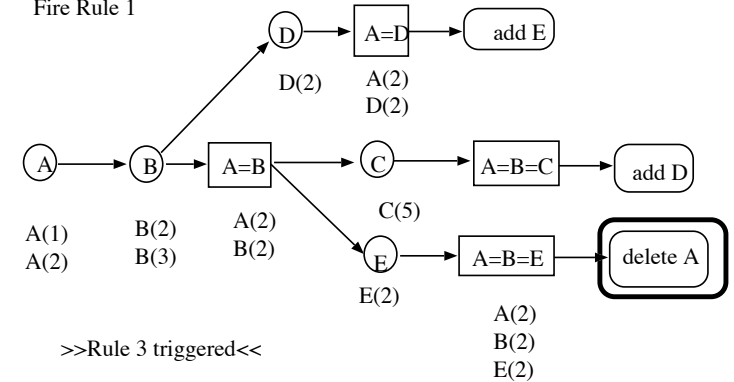 Fire Rule 1
D
A=D
add E
D(2)
A(2)
D(2)
A
B
A=B
C
A=B=C
add D
A(1)
A(2)
B(2)
B(3)
A(2)
B(2)
C(5)
E
A=B=E
delete A
E(2)
A(2)
B(2)
E(2)
>>Rule 3 triggered<<